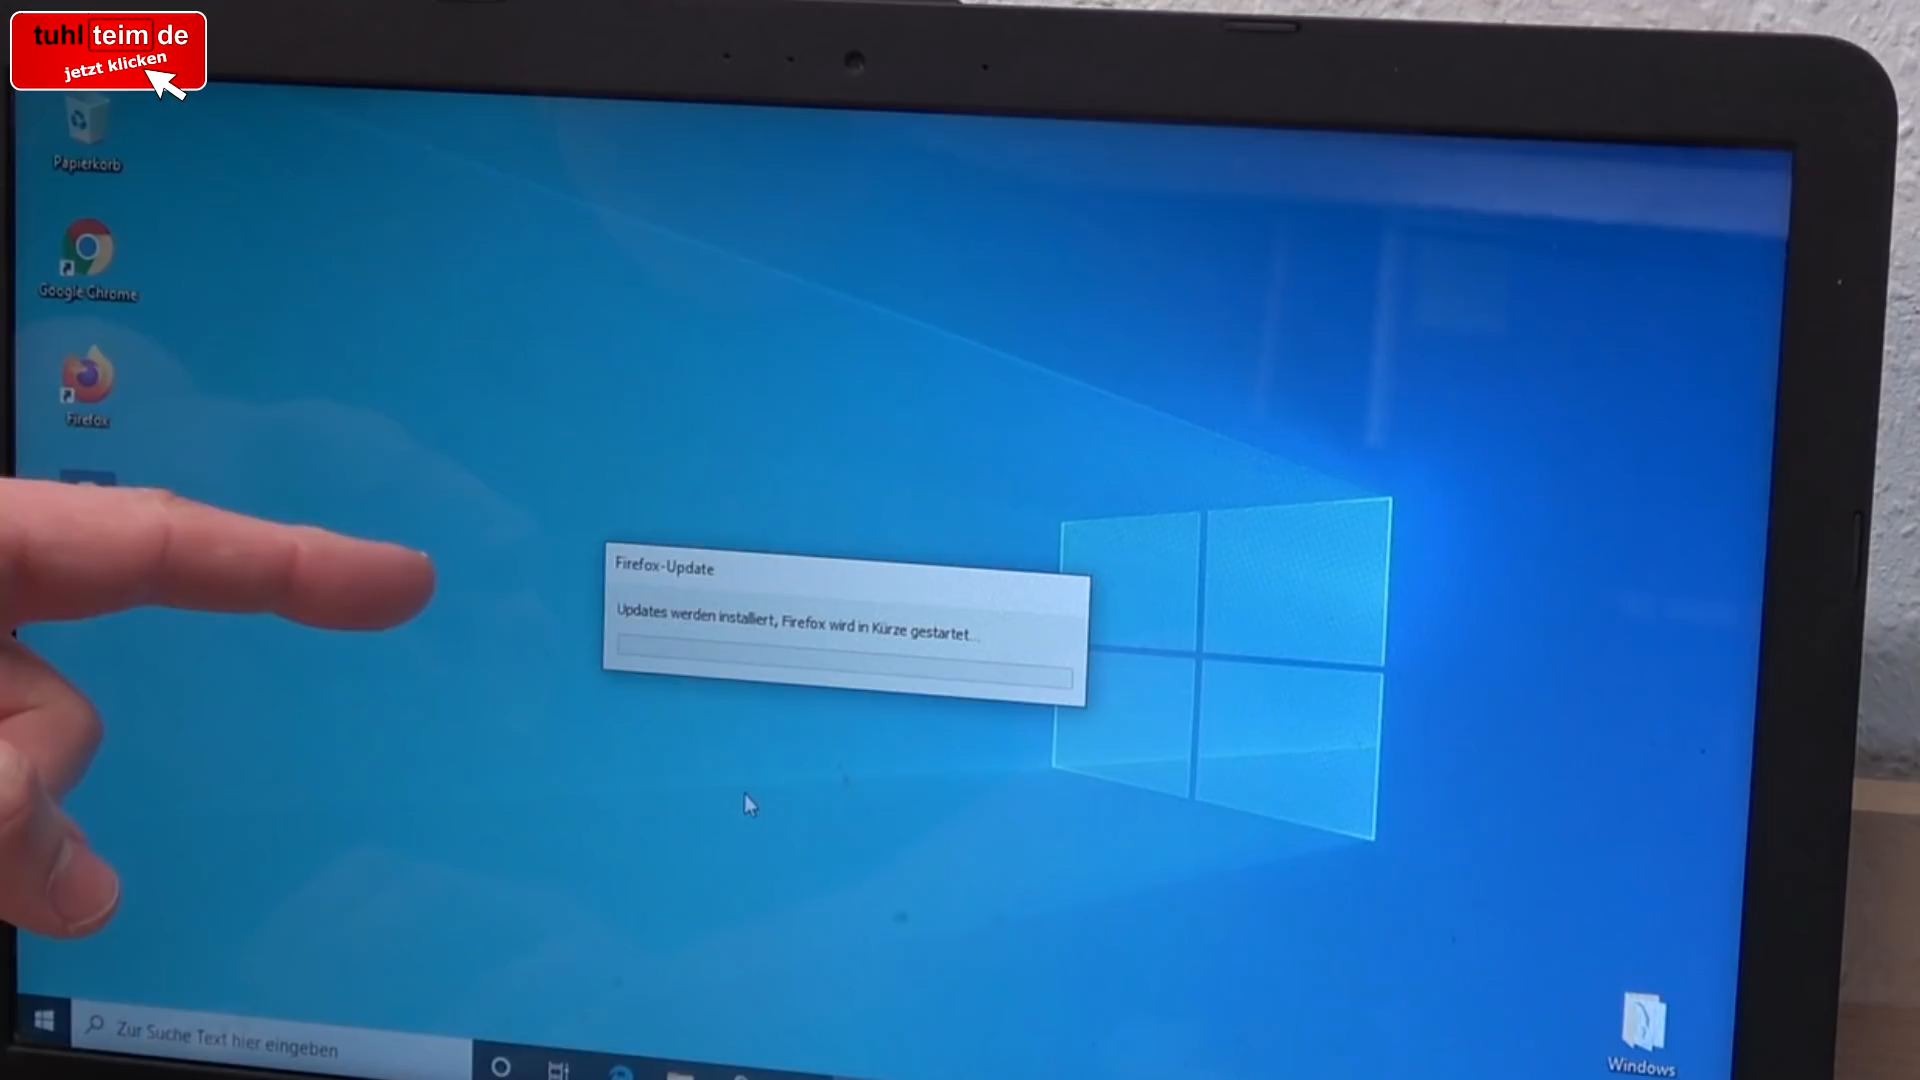 tuhl teim de
jetzt klicken
Papierkorb
Google Chrome
Firefox
Firefox-Update
Updates werden installiert, Firefox wird in Kürze gestartet...
Zur Suche Text hier eingeben
Windows